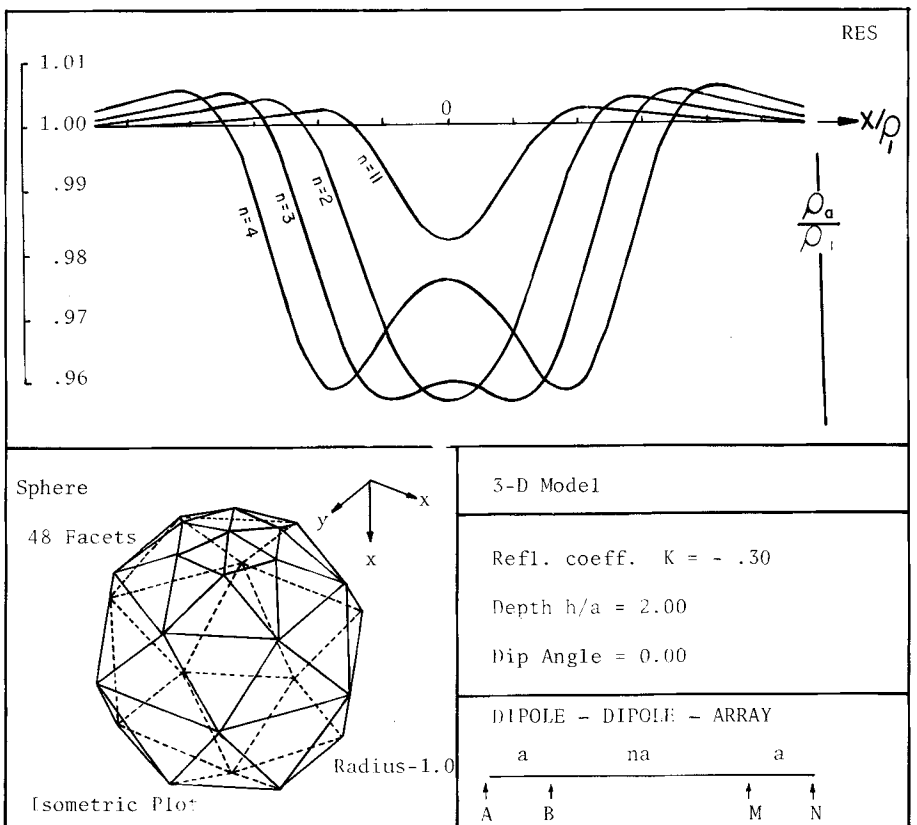 RES
1.01
1.00
.99
.98
.97
.96
0
X/ρ₁
ρₐ
ρ₁
n=4
n=3
n=2
n=11
Sphere
48 Facets
y
x
x
Radius-1.0
Isometric Plot
3-D Model
Refl. coeff. K = - .30
Depth h/a = 2.00
Dip Angle = 0.00
DIPOLE - DIPOLE - ARRAY
a na a
A B M N